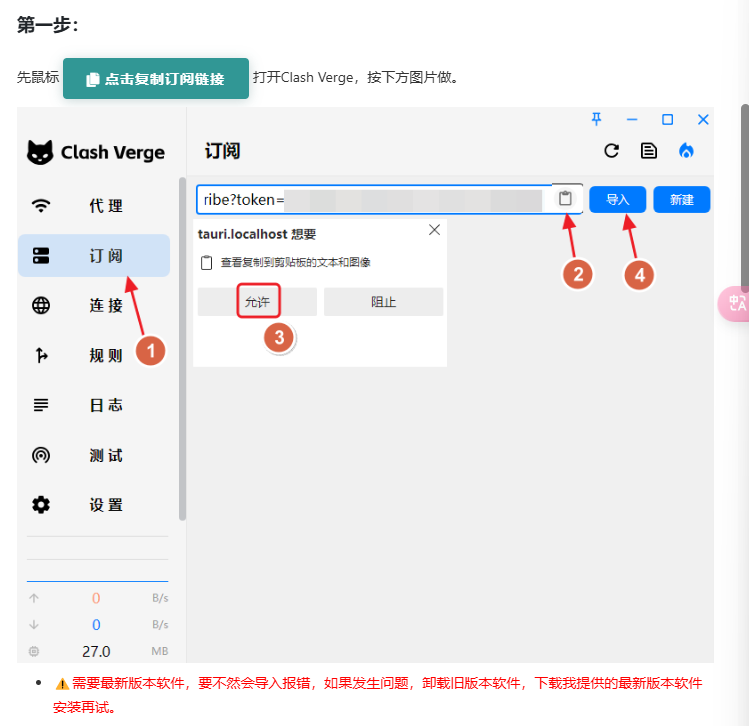 第一步：
先鼠标 点击复制订阅链接 打开Clash Verge，按下方图片做。
Clash Verge
订阅
代理
ribe?token=
导入
新建
tauri.localhost 想要
查看复制到剪贴板的文本和图像
允许
阻止
订阅
连接
规则
日志
测试
设置
1
2
3
4
0 B/s
0 B/s
27.0 MB
⚠️需要最新版本软件，要不然会导入报错，如果发生问题，卸载旧版本软件，下载我提供的最新版本软件
安装再试。
中A